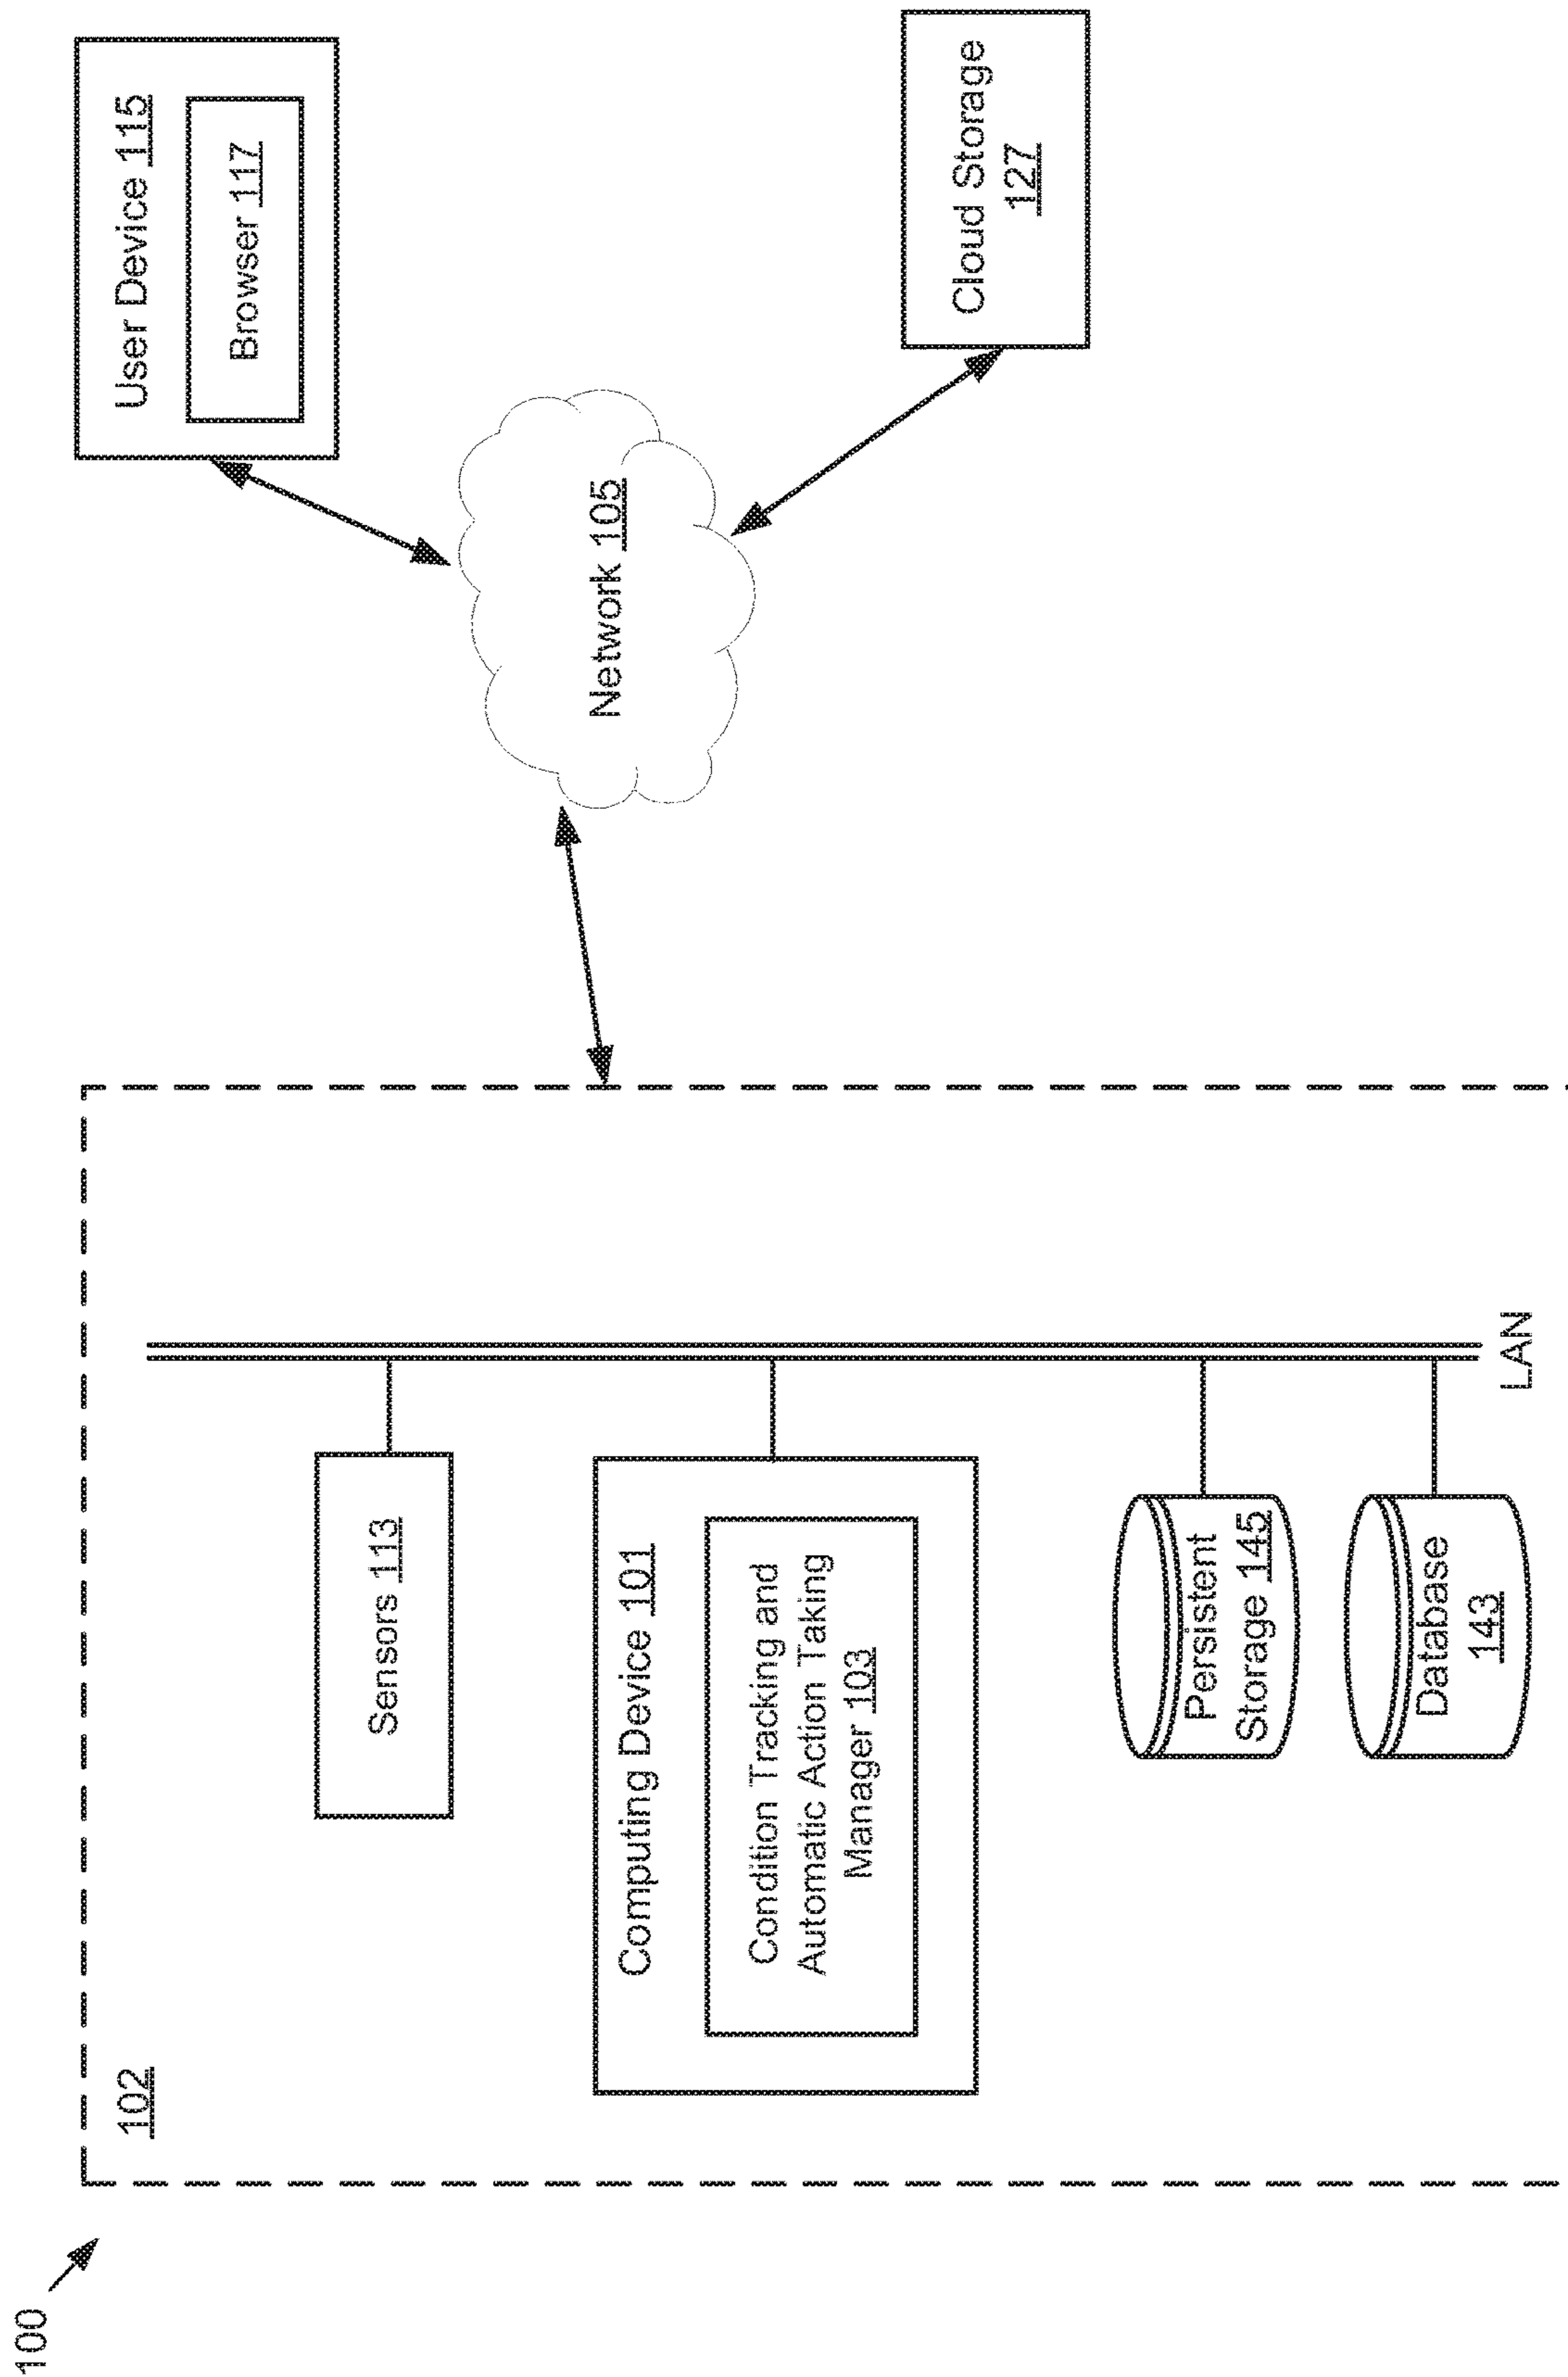 100
102
Sensors 113
Computing Device 101
Condition Tracking and
Automatic Action Taking
Manager 103
Persistent
Storage 145
Database
143
LAN
Network 105
User Device 115
Browser 117
Cloud Storage
127